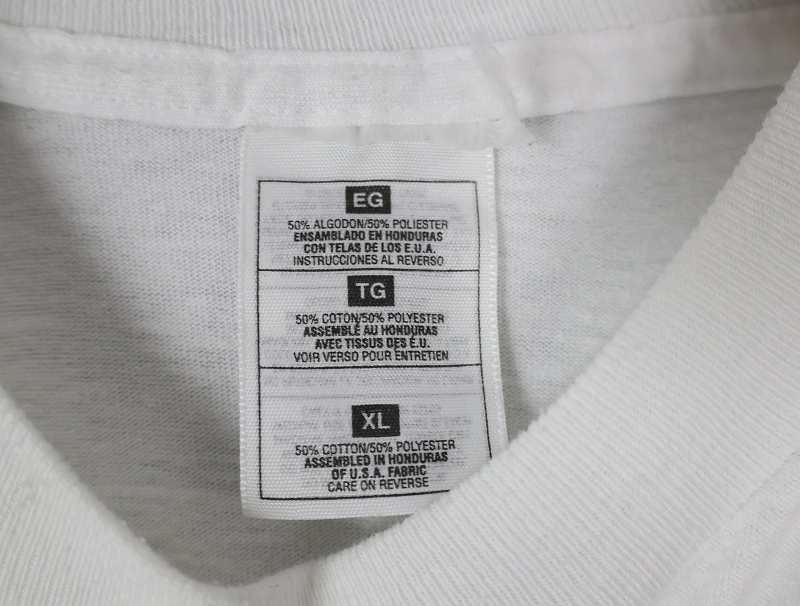 EG
50% ALGODON/50% POLIESTER
ENSAMBLADO EN HONDURAS
CON TELAS DE LOS E.U.A.
INSTRUCCIONES AL REVERSO
TG
50% COTON/50% POLYESTER
ASSEMBLÉ AU HONDURAS
AVEC TISSUS DES É.U.
VOIR VERSO POUR ENTRETIEN
XL
50% COTTON/50% POLYESTER
ASSEMBLED IN HONDURAS
OF U.S.A. FABRIC
CARE ON REVERSE